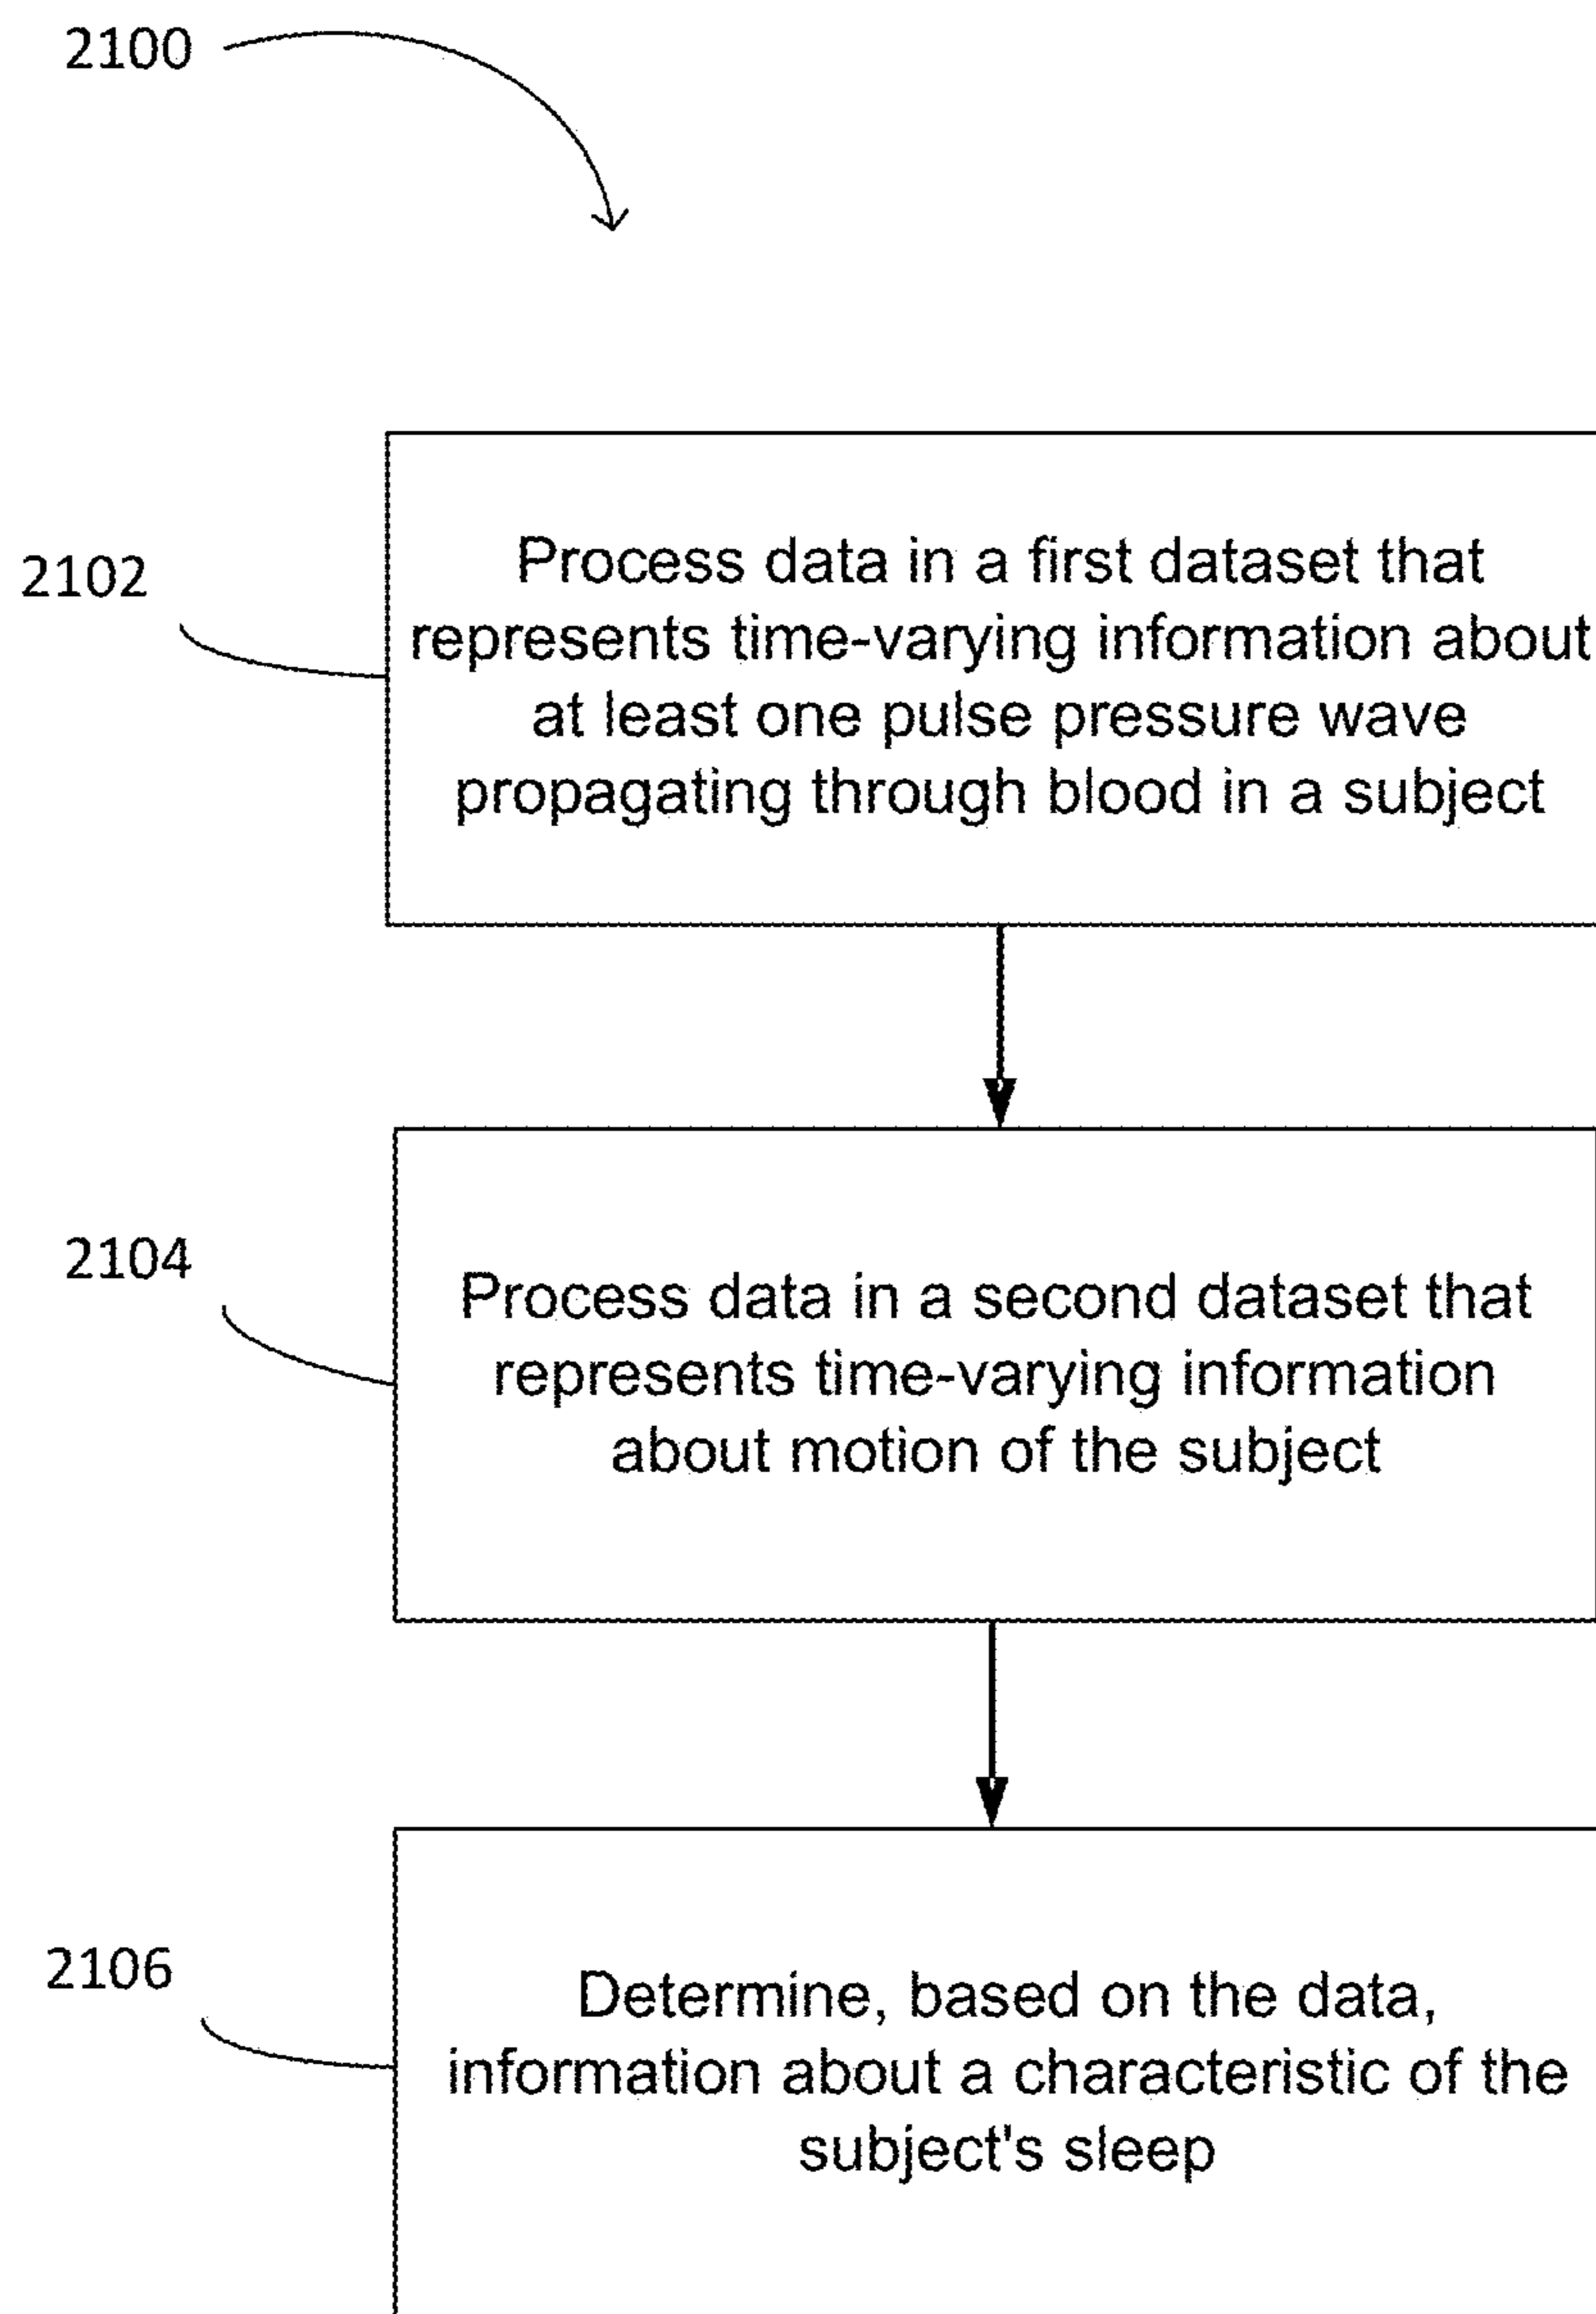 2100
2102
Process data in a first dataset that
represents time-varying information about
at least one pulse pressure wave
propagating through blood in a subject
2104
Process data in a second dataset that
represents time-varying information
about motion of the subject
2106
Determine, based on the data,
information about a characteristic of the
subject's sleep